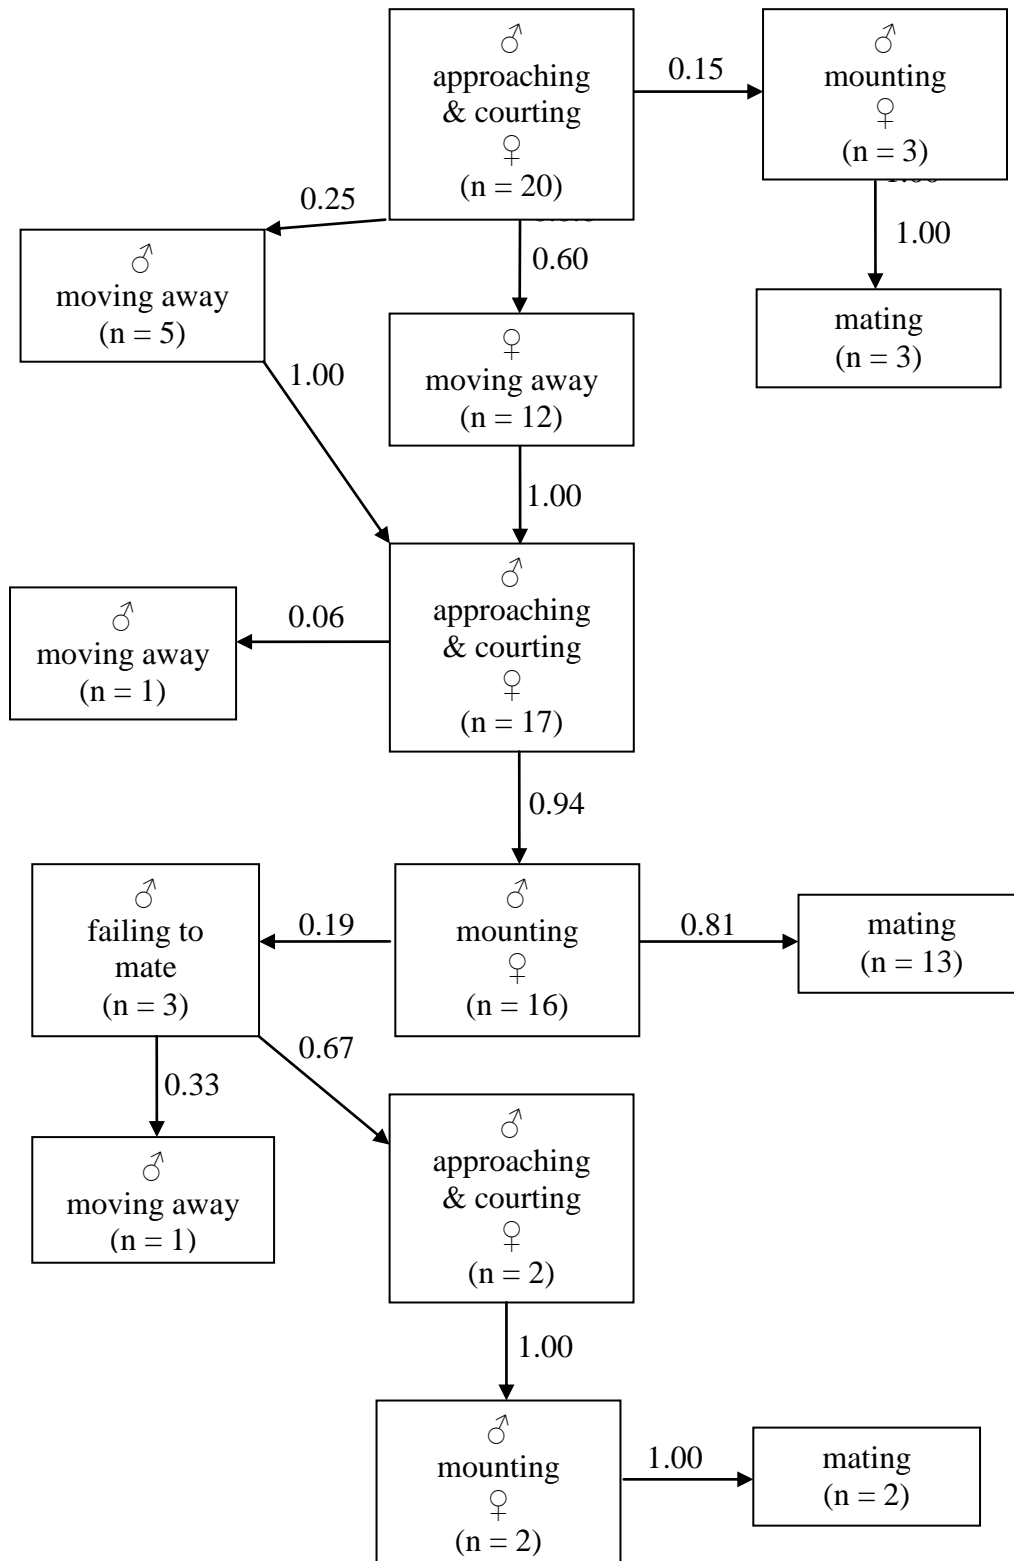 ♂
approaching
& courting
♀
(n = 20)
0.15
♂
mounting
♀
(n = 3)
1.00
mating
(n = 3)
0.25
♂
moving away
(n = 5)
0.60
♀
moving away
(n = 12)
1.00
1.00
♂
approaching
& courting
♀
(n = 17)
0.06
♂
moving away
(n = 1)
0.94
♂
mounting
♀
(n = 16)
0.81
mating
(n = 13)
0.19
♂
failing to
mate
(n = 3)
0.33
♂
moving away
(n = 1)
0.67
♂
approaching
& courting
♀
(n = 2)
1.00
♂
mounting
♀
(n = 2)
1.00
mating
(n = 2)